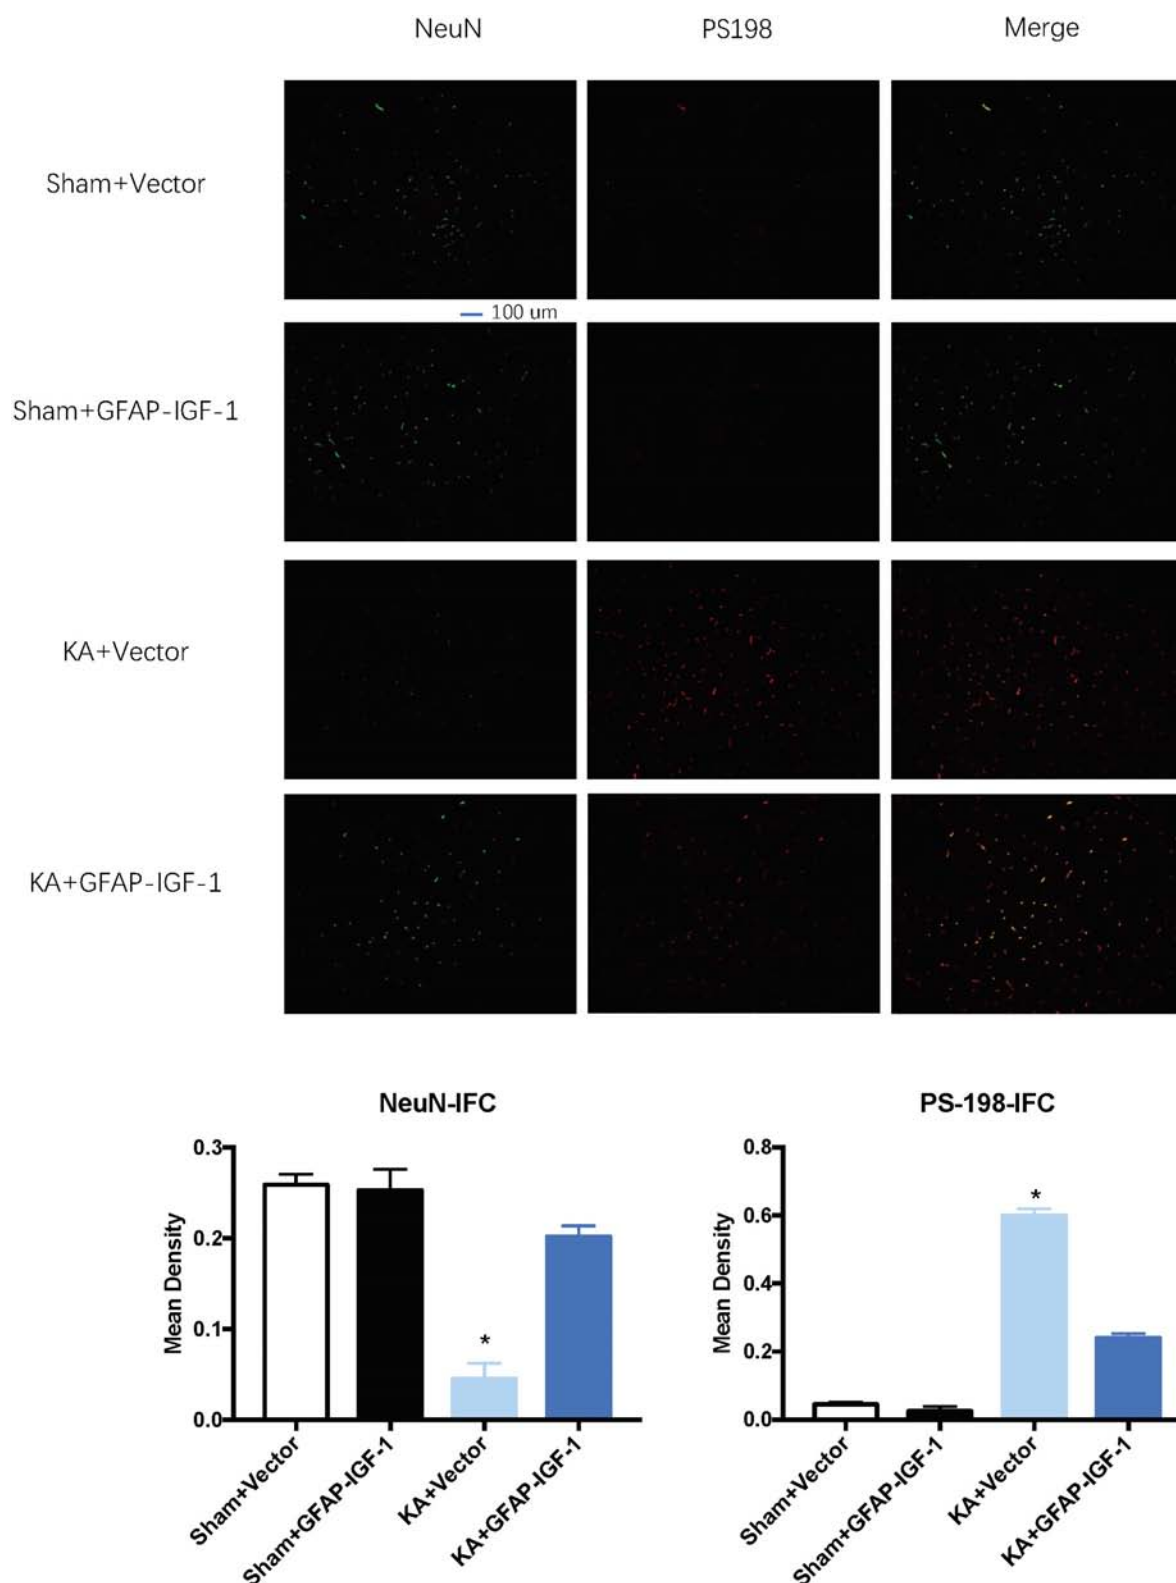 NeuN PS198 Merge
Sham+Vector
100 um
Sham+GFAP-IGF-1
KA+Vector
KA+GFAP-IGF-1
NeuN-IFC
Mean Density
0.3
0.2
0.1
0.0
*
Sham+Vector
Sham+GFAP-IGF-1
KA+Vector
KA+GFAP-IGF-1
PS-198-IFC
Mean Density
0.8
0.6
0.4
0.2
0.0
*
Sham+Vector
Sham+GFAP-IGF-1
KA+Vector
KA+GFAP-IGF-1